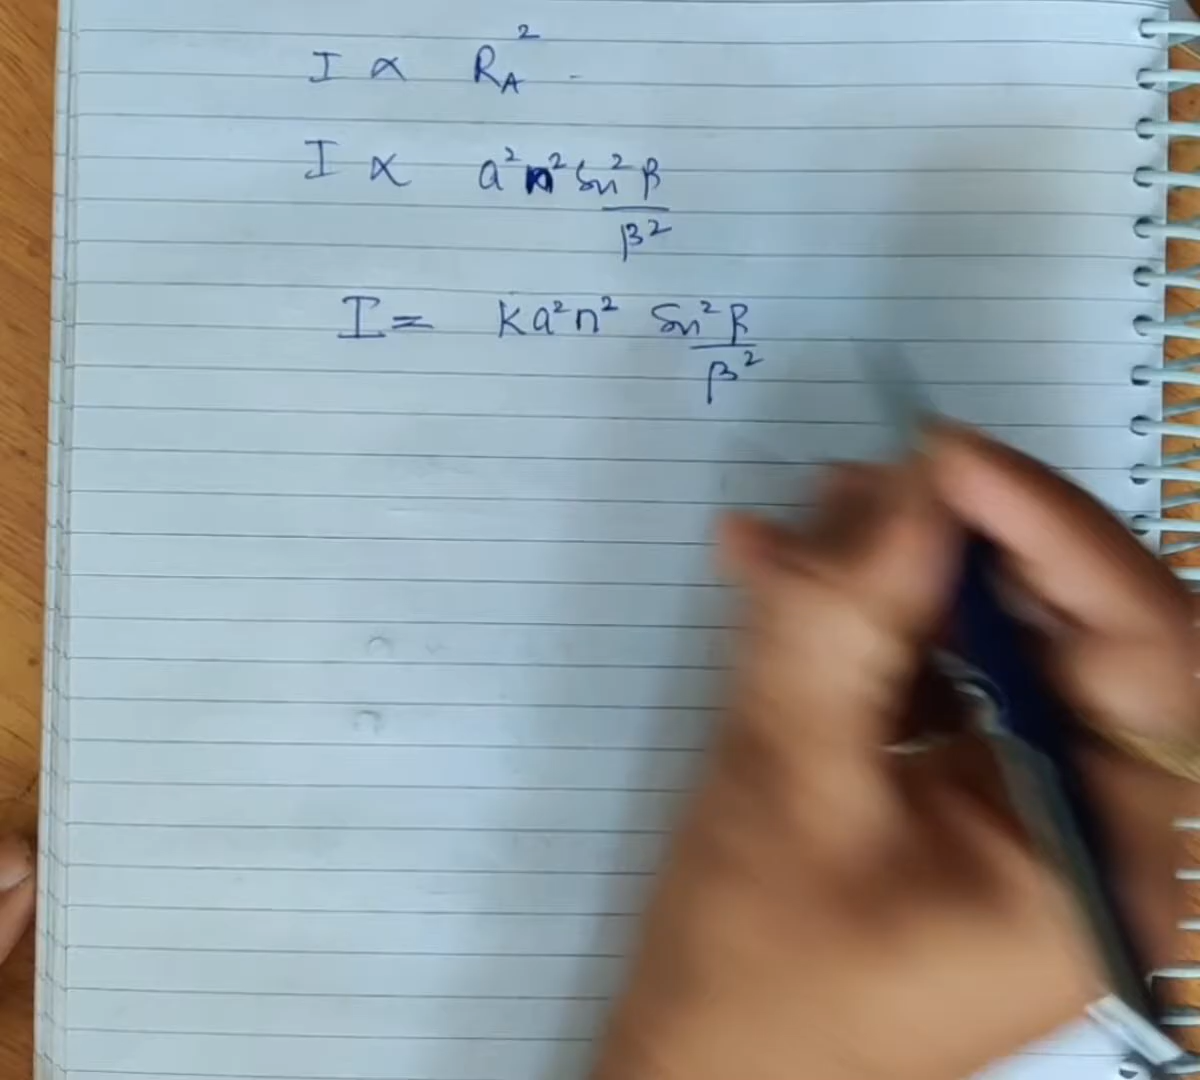 I ∝ R_A²
I ∝ a²n² Sin²β/β²
I = Ka²n² Sin²β/β²